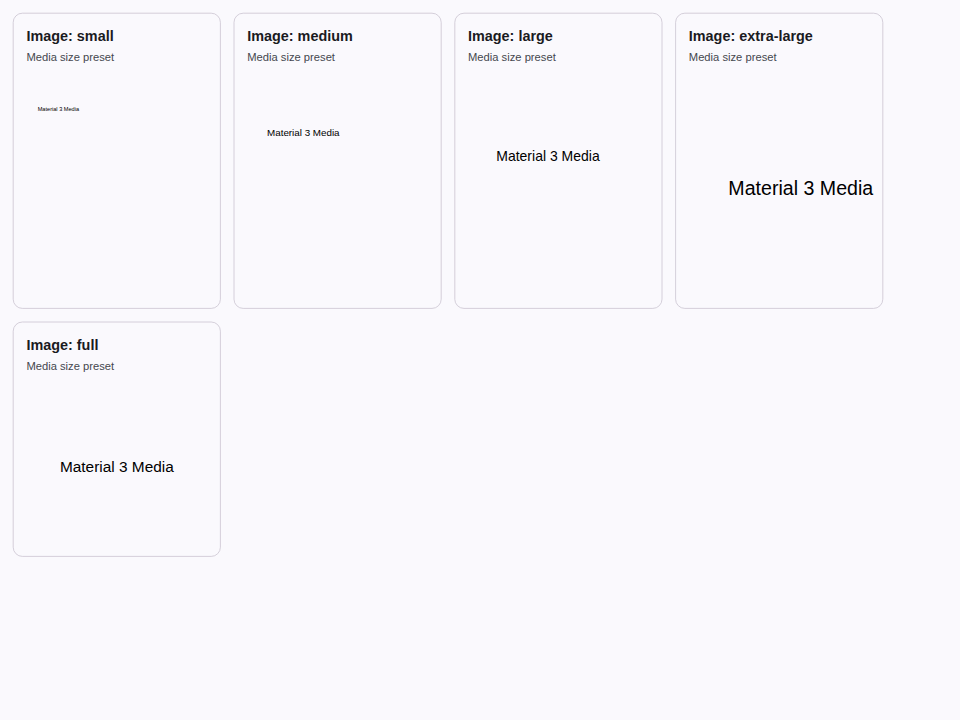 Image: small
Media size preset
Material 3 Media
Image: medium
Media size preset
Material 3 Media
Image: large
Media size preset
Material 3 Media
Image: extra-large
Media size preset
Material 3 Media
Image: full
Media size preset
Material 3 Media